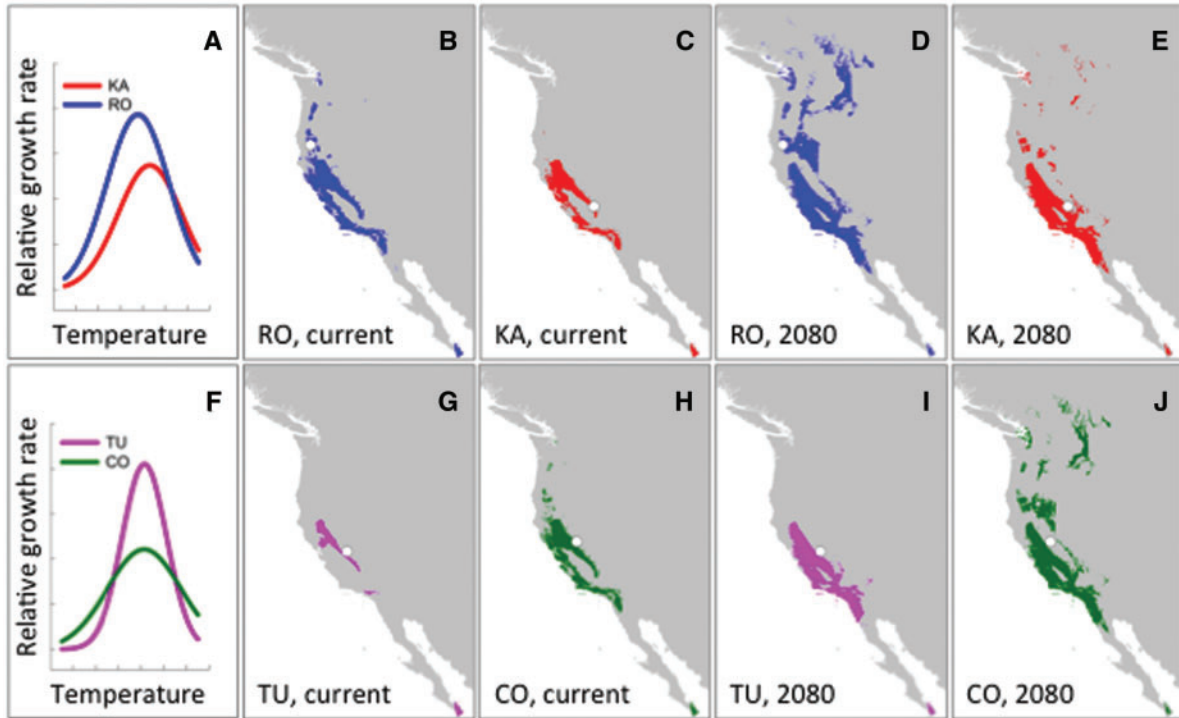 A
KA
RO
Relative growth rate
Temperature
B
RO, current
C
KA, current
D
RO, 2080
E
KA, 2080
F
TU
CO
Relative growth rate
Temperature
G
TU, current
H
CO, current
I
TU, 2080
J
CO, 2080